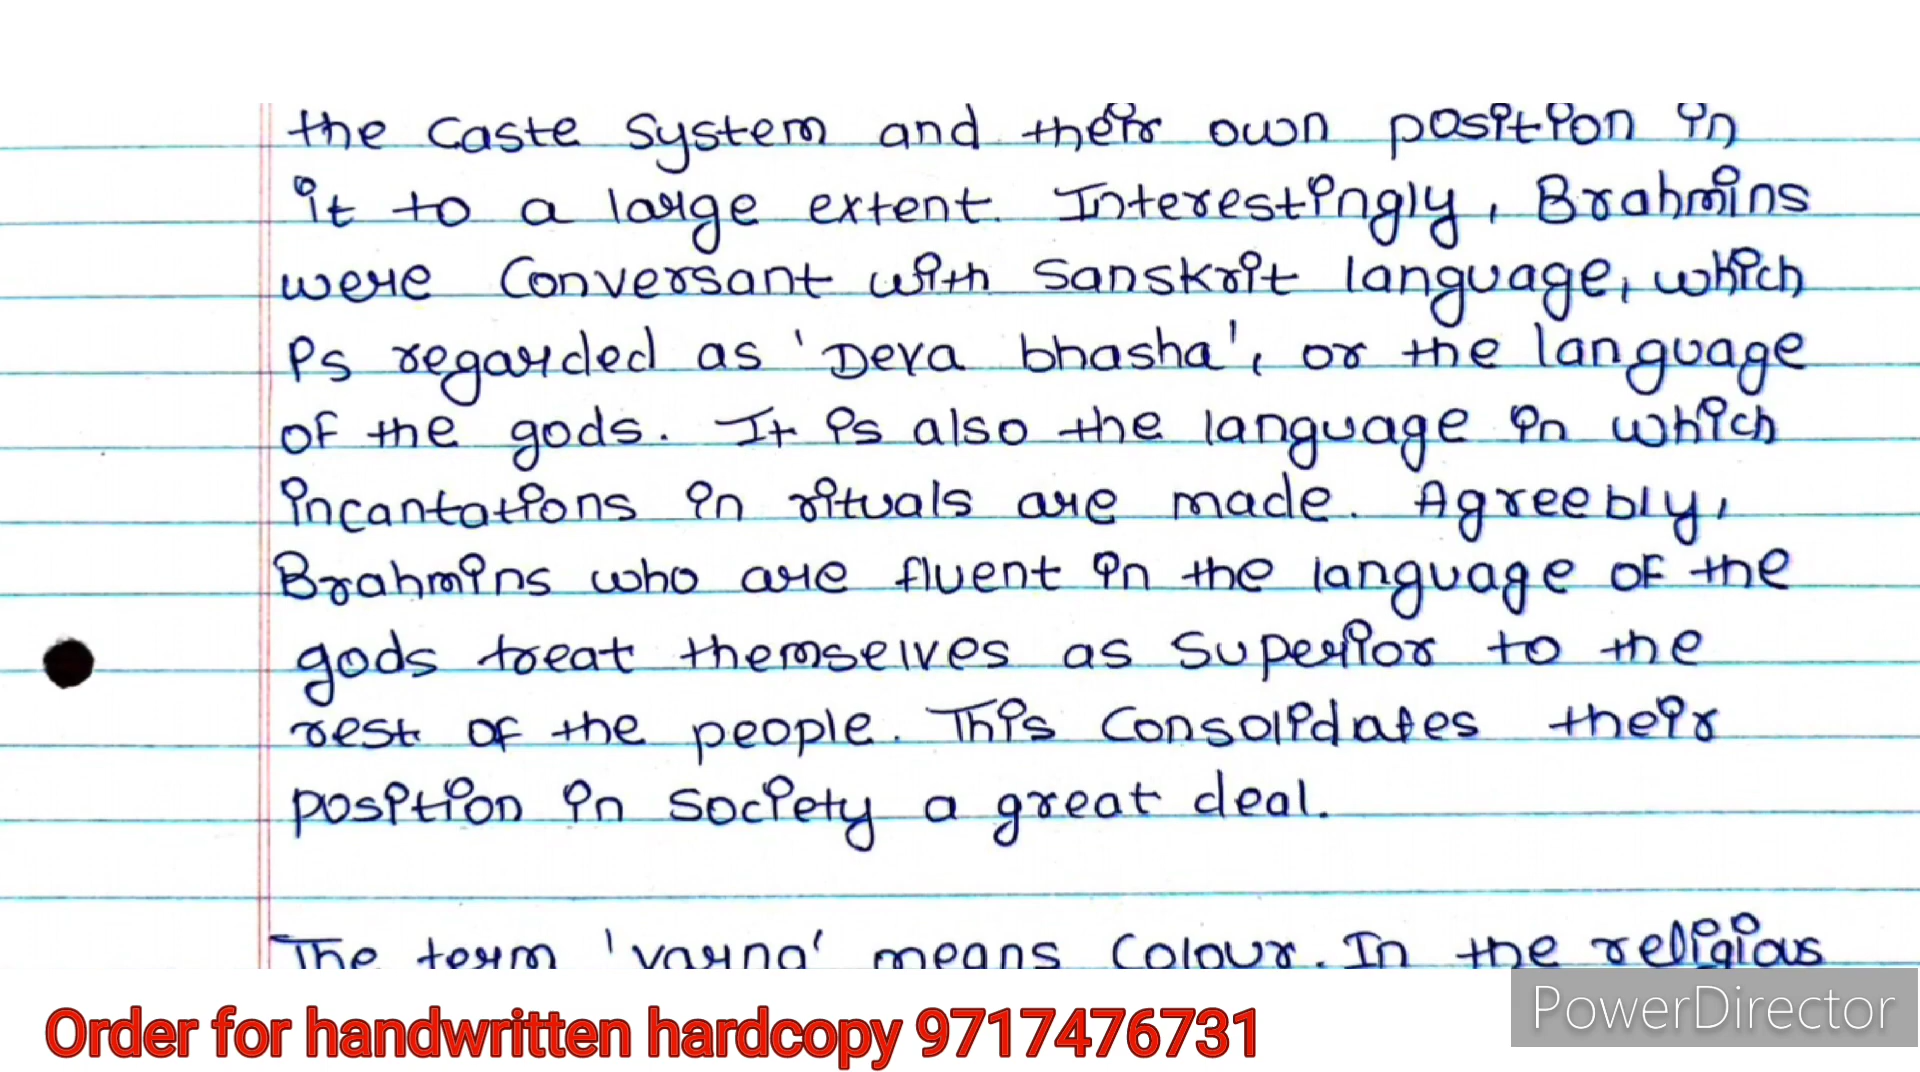 the Caste System and their own position in
it to a large extent. Interestingly, Brahmins
were Conversant with Sanskrit language, which
is regarded as 'Deva bhasha', or the language
of the gods. It is also the language in which
incantations in rituals are made. Agreebly,
Brahmins who are fluent in the language of the
gods treat themselves as Superior to the
rest of the people. This Consolidates their
position in Society a great deal.
The term 'varna' means Colour. In the religious
PowerDirector
Order for handwritten hardcopy 9717476731